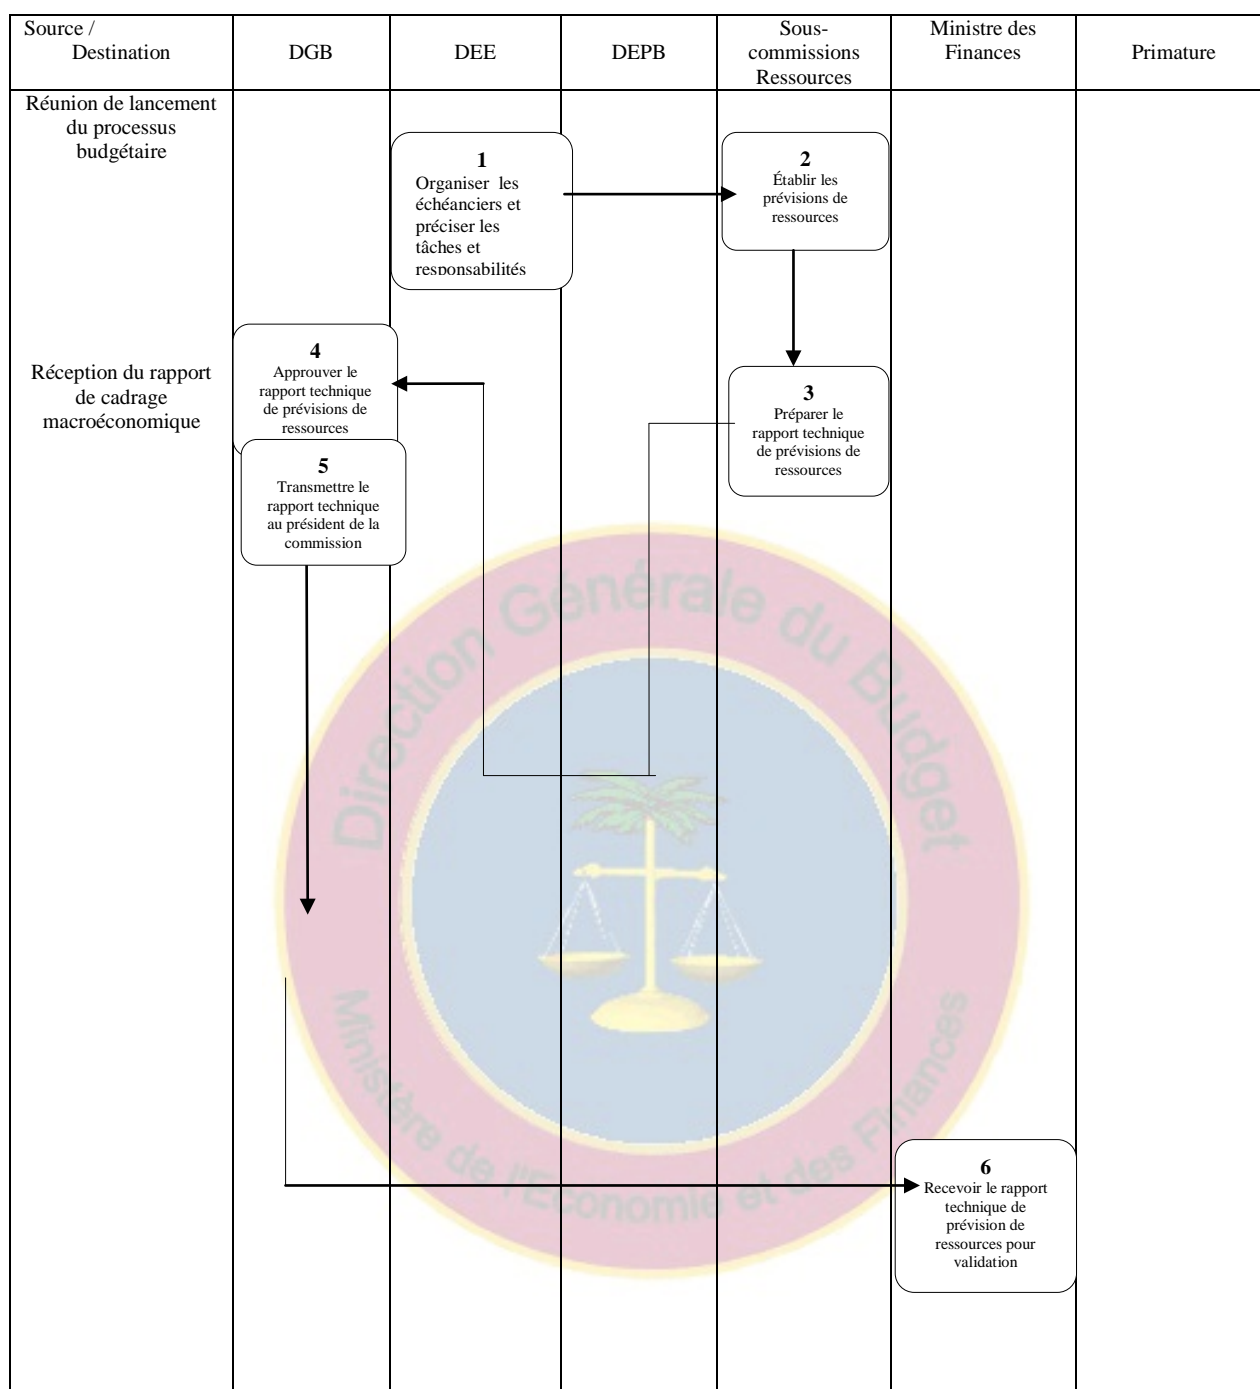 Source /
Destination
DGB
DEE
DEPB
Sous-
commissions
Ressources
Ministre des
Finances
Primature
Réunion de lancement
du processus
budgétaire
1
Organiser les
échéanciers et
préciser les
tâches et
responsabilités
2
Établir les
prévisions de
ressources
Réception du rapport
de cadrage
macroéconomique
4
Approuver le
rapport technique
de prévisions de
ressources
3
Préparer le
rapport technique
de prévisions de
ressources
5
Transmettre le
rapport technique
au président de la
commission
Direction Générale du Budget
Ministère de l'Economie et des Finances
6
Recevoir le rapport
technique de
prévision de
ressources pour
validation